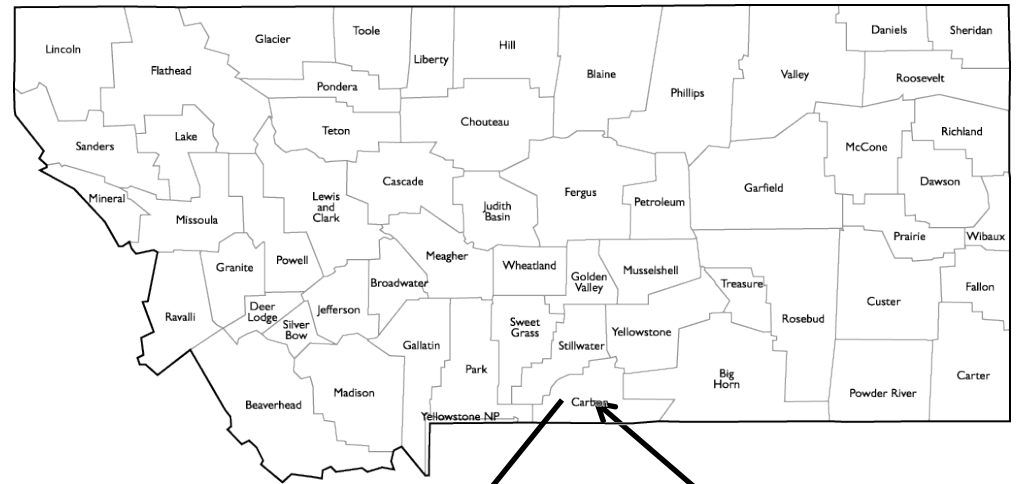 Lincoln
Flathead
Glacier
Toole
Liberty
Hill
Blaine
Phillips
Valley
Daniels
Sheridan
Roosevelt
Pondera
Teton
Chouteau
Lake
Sanders
Mineral
Missoula
Lewis
and
Clark
Cascade
Judith
Basin
Fergus
Petroleum
Garfield
McCone
Richland
Dawson
Prairie
Wibaux
Granite
Powell
Meagher
Broadwater
Wheatland
Golden
Valley
Musselshell
Treasure
Rosebud
Custer
Fallon
Ravalli
Deer
Lodge
Silver
Bow
Jefferson
Gallatin
Sweet
Grass
Stillwater
Yellowstone
Park
Big
Horn
Powder River
Carter
Beaverhead
Madison
Yellowstone NP
Carbon